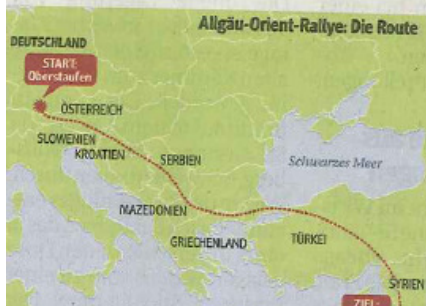 Allgäu-Orient-Rallye: Die Route
DEUTSCHLAND
START:
Oberstaufen
ÖSTERREICH
SLOWENIEN
KROATIEN
SERBIEN
Schwarzes Meer
MAZEDONIEN
GRIECHENLAND
TÜRKEI
SYRIEN
ZIEL: